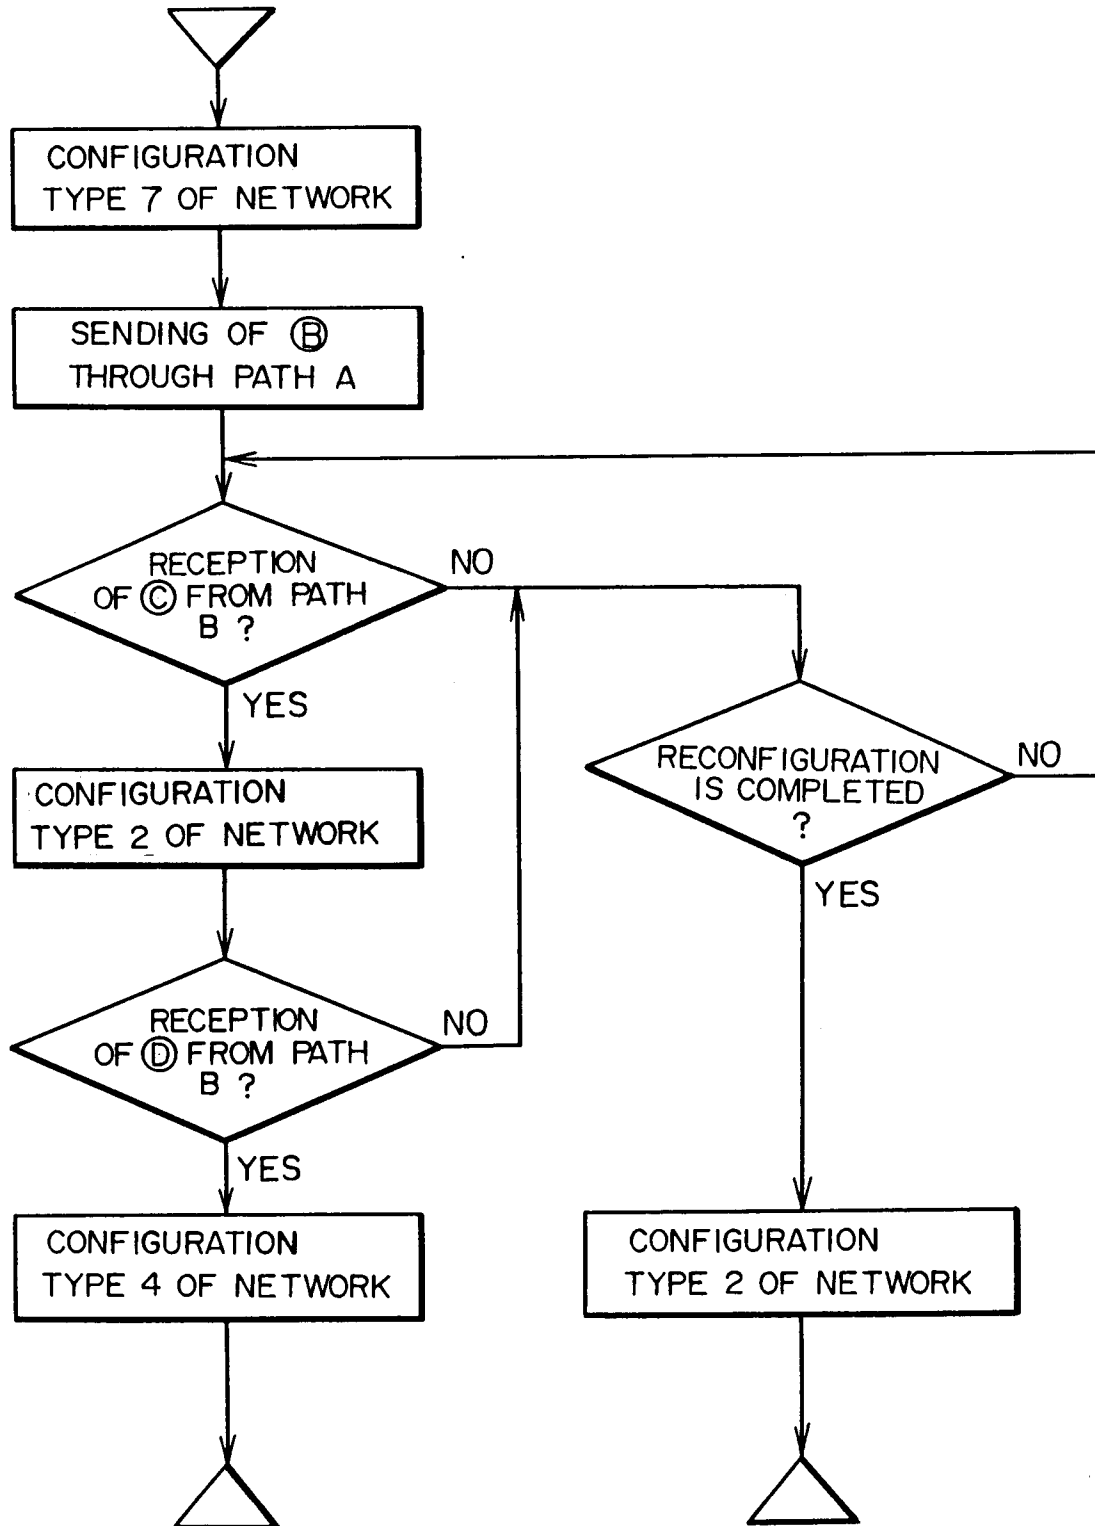 CONFIGURATION
TYPE 7 OF NETWORK
SENDING OF Ⓑ
THROUGH PATH A
RECEPTION
OF Ⓒ FROM PATH
B ?
NO
YES
CONFIGURATION
TYPE 2 OF NETWORK
RECEPTION
OF Ⓓ FROM PATH
B ?
NO
YES
CONFIGURATION
TYPE 4 OF NETWORK
RECONFIGURATION
IS COMPLETED
?
NO
YES
CONFIGURATION
TYPE 2 OF NETWORK